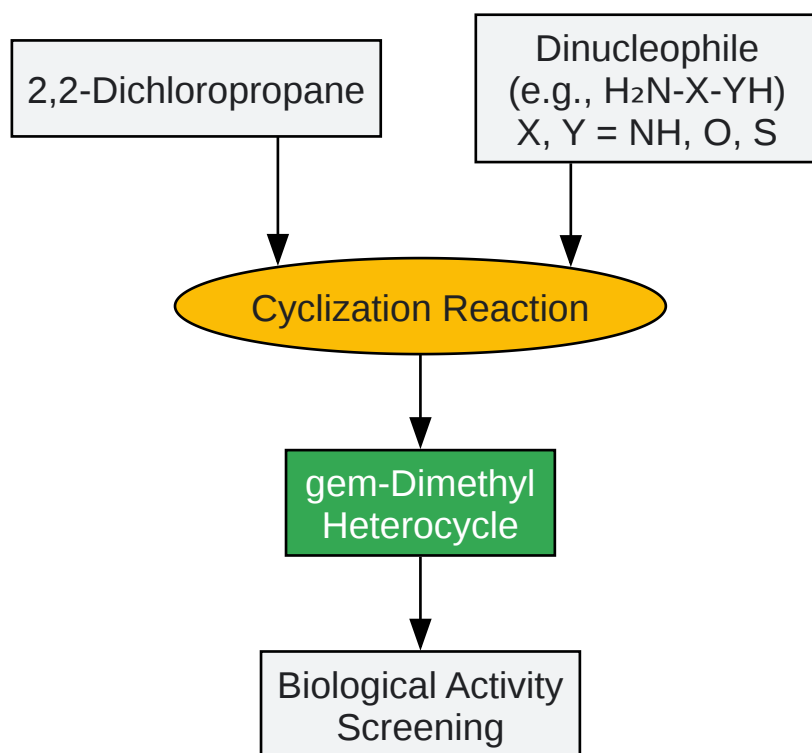 2,2-Dichloropropane
Dinucleophile
(e.g., H₂N-X-YH)
X, Y = NH, O, S
Cyclization Reaction
gem-Dimethyl
Heterocycle
Biological Activity
Screening